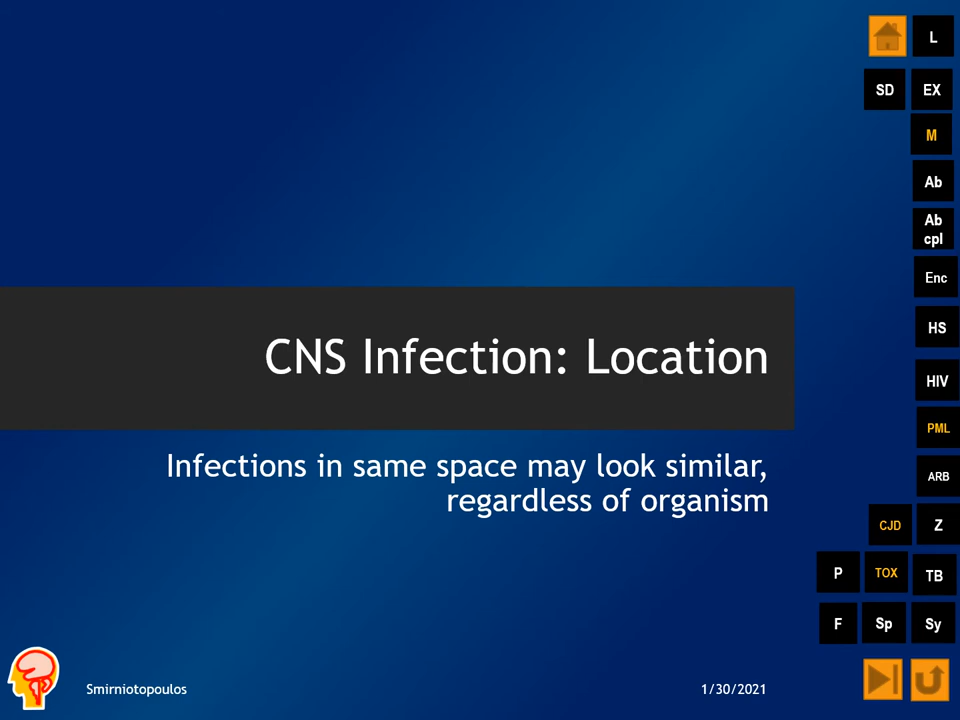 L
SD EX
M
Ab
Ab
cpl
Enc
HS
CNS Infection: Location
HIV
PML
Infections in same space may look similar,
regardless of organism
ARB
CJD Z
P TOX TB
F Sp Sy
Smirniotopoulos 1/30/2021